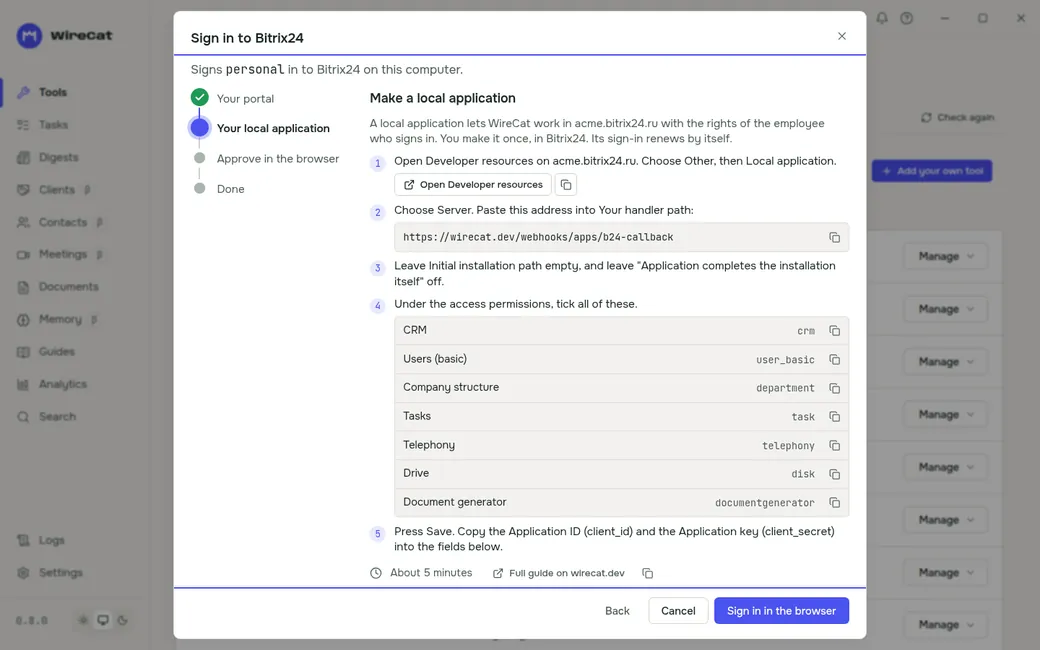 wirecat
Tools
Tasks
Digests
Clients β
Contacts β
Meetings β
Documents
Memory β
Guides
Analytics
Search
Logs
Settings
0.8.0
Check again
+ Add your own tool
Manage
Manage
Manage
Manage
Manage
Manage
Manage
Manage
Sign in to Bitrix24
Signs personal in to Bitrix24 on this computer.
Your portal
Your local application
Approve in the browser
Done
Make a local application
A local application lets WireCat work in acme.bitrix24.ru with the rights of the employee
who signs in. You make it once, in Bitrix24. Its sign-in renews by itself.
1 Open Developer resources on acme.bitrix24.ru. Choose Other, then Local application.
Open Developer resources
2 Choose Server. Paste this address into Your handler path:
https://wirecat.dev/webhooks/apps/b24-callback
3 Leave Initial installation path empty, and leave "Application completes the installation
itself" off.
4 Under the access permissions, tick all of these.
CRM crm
Users (basic) user_basic
Company structure department
Tasks task
Telephony telephony
Drive disk
Document generator documentgenerator
5 Press Save. Copy the Application ID (client_id) and the Application key (client_secret)
into the fields below.
About 5 minutes Full guide on wirecat.dev
Back Cancel Sign in in the browser